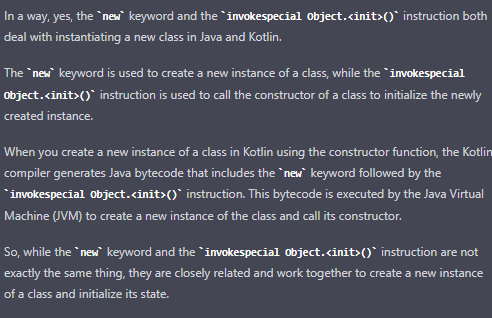 In a way, yes, the `new` keyword and the `invokespecial Object.<init>()` instruction both
deal with instantiating a new class in Java and Kotlin.
The `new` keyword is used to create a new instance of a class, while the `invokespecial
Object.<init>()` instruction is used to call the constructor of a class to initialize the newly
created instance.
When you create a new instance of a class in Kotlin using the constructor function, the Kotlin
compiler generates Java bytecode that includes the `new` keyword followed by the
`invokespecial Object.<init>()` instruction. This bytecode is executed by the Java Virtual
Machine (JVM) to create a new instance of the class and call its constructor.
So, while the `new` keyword and the `invokespecial Object.<init>()` instruction are not
exactly the same thing, they are closely related and work together to create a new instance
of a class and initialize its state.